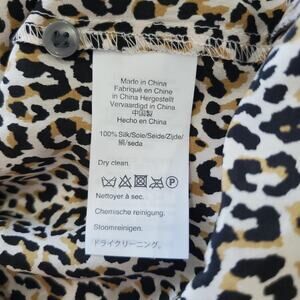 Made in China
Fabriqué en Chine
in China Hergestellt
Vervaardigd in China
中国製
Hecho en China
100% Silk/Soie/Seide/Zijde/
絹/seda
Dry clean.
Nettoyer à sec.
Chemische reinigung.
Stoomreinigen.
ドライクリーニング。